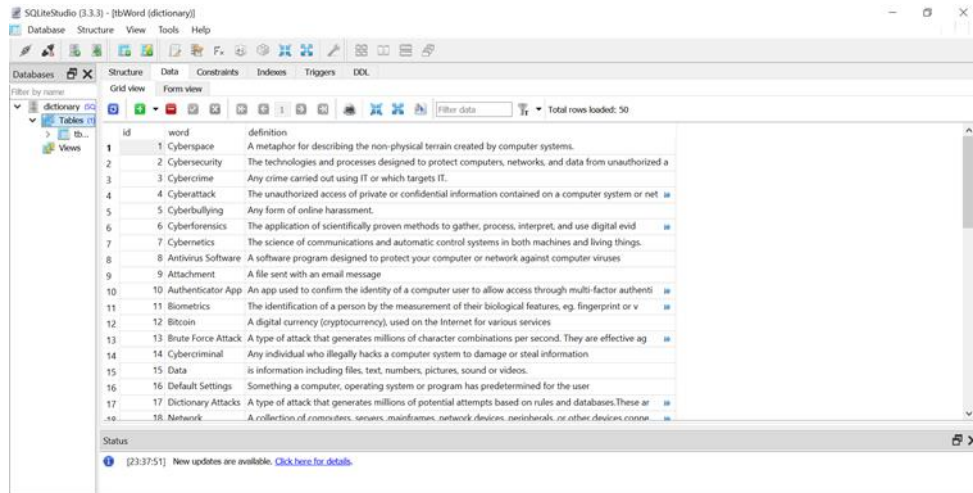 SQLiteStudio (3.3.3) - [tbWord (dictionary)]
Database Structure View Tools Help
Databases
Structure Data Constraints Indexes Triggers DDL
Filter by name
Grid view Form view
dictionary
Tables
tb...
Views
1
Filter data
Total rows loaded: 50
id word definition
1 1 Cyberspace A metaphor for describing the non-physical terrain created by computer systems.
2 2 Cybersecurity The technologies and processes designed to protect computers, networks, and data from unauthorized a
3 3 Cybercrime Any crime carried out using IT or which targets IT.
4 4 Cyberattack The unauthorized access of private or confidential information contained on a computer system or net
5 5 Cyberbullying Any form of online harassment.
6 6 Cyberforensics The application of scientifically proven methods to gather, process, interpret, and use digital evid
7 7 Cybernetics The science of communications and automatic control systems in both machines and living things.
8 8 Antivirus Software A software program designed to protect your computer or network against computer viruses
9 9 Attachment A file sent with an email message
10 10 Authenticator App An app used to confirm the identity of a computer user to allow access through multi-factor authenti
11 11 Biometrics The identification of a person by the measurement of their biological features, eg. fingerprint or v
12 12 Bitcoin A digital currency (cryptocurrency), used on the Internet for various services
13 13 Brute Force Attack A type of attack that generates millions of character combinations per second. They are effective ag
14 14 Cybercriminal Any individual who illegally hacks a computer system to damage or steal information
15 15 Data is information including files, text, numbers, pictures, sound or videos.
16 16 Default Settings Something a computer, operating system or program has predetermined for the user
17 17 Dictionary Attacks A type of attack that generates millions of potential attempts based on rules and databases.These ar
18 18 Network A collection of computers, servers, mainframes, network devices, peripherals, or other devices conne
Status
[23:37:51] New updates are available. Click here for details.